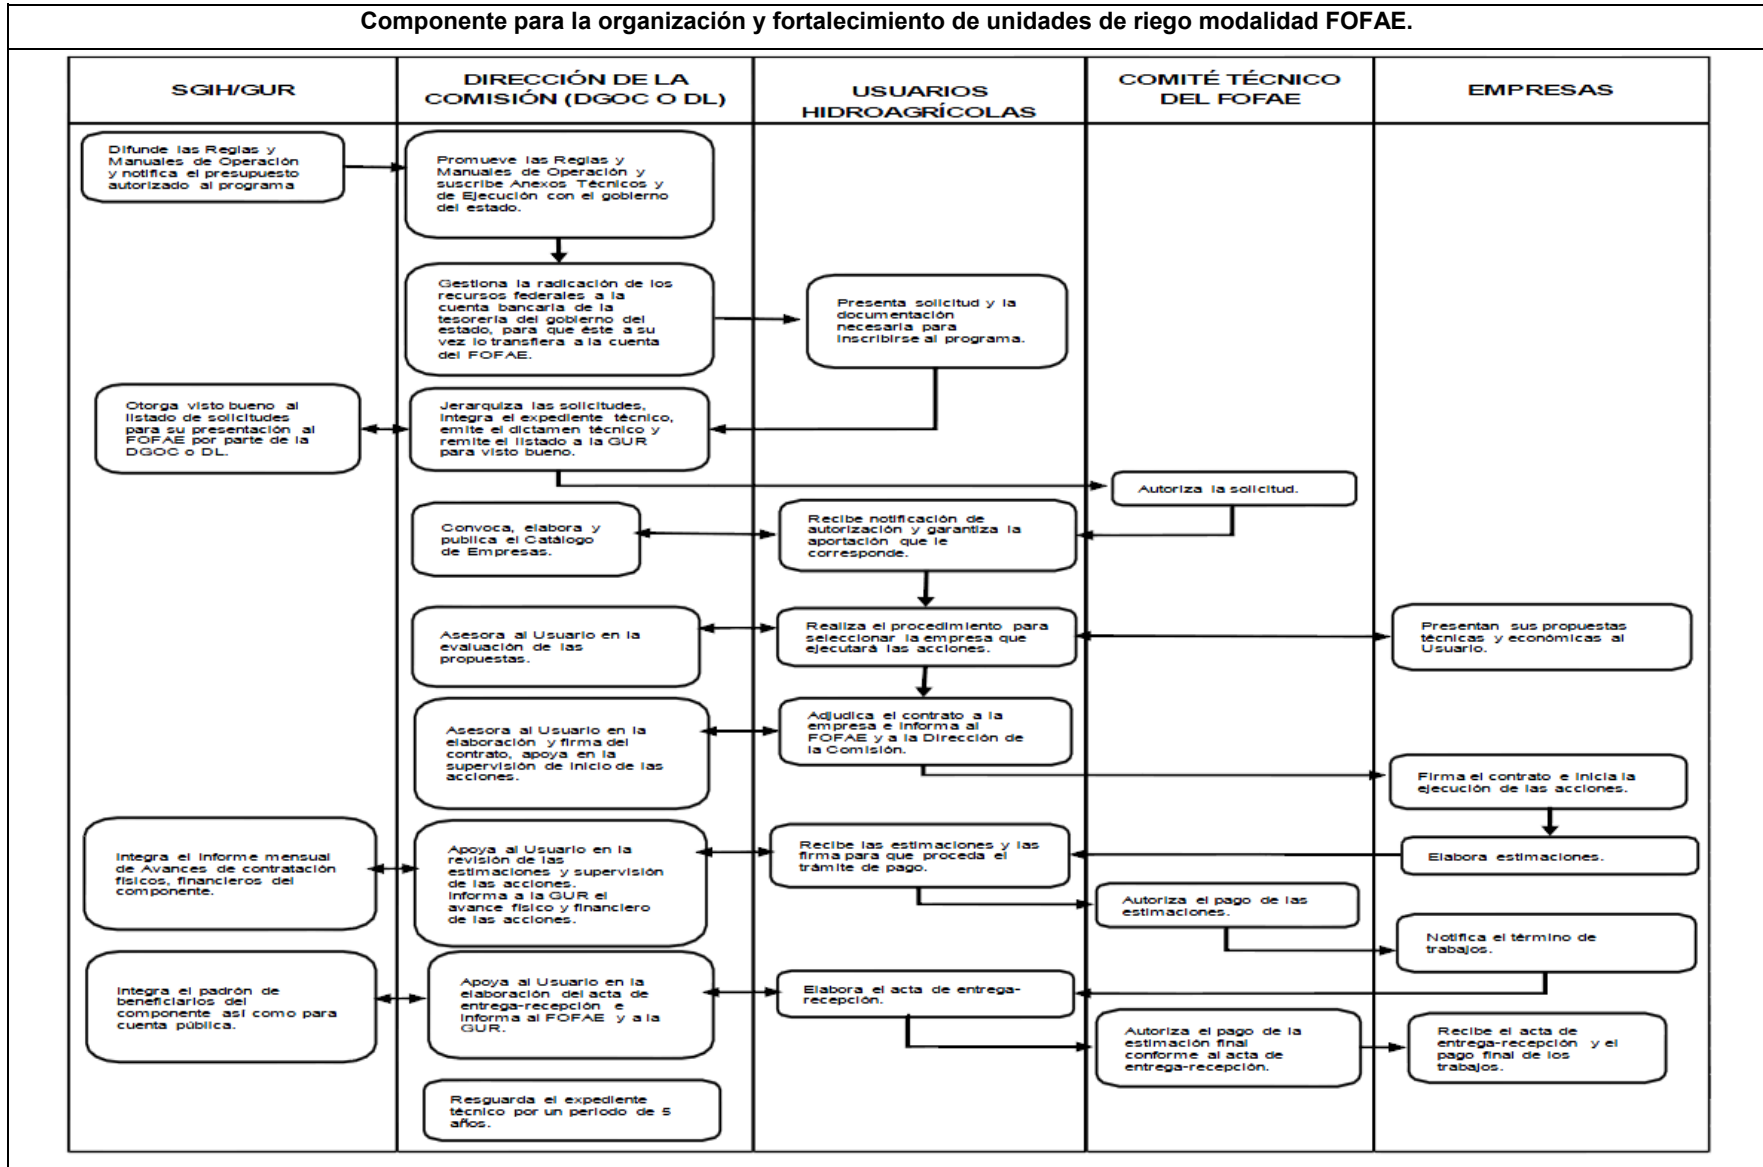 Componente para la organización y fortalecimiento de unidades de riego modalidad FOFAE.
SGIH/GUR
DIRECCIÓN DE LA
COMISIÓN (DGOC O DL)
USUARIOS
HIDROAGRÍCOLAS
COMITÉ TÉCNICO
DEL FOFAE
EMPRESAS
Difunde las Reglas y
Manuales de Operación
y notifica el presupuesto
autorizado al programa
Promueve las Reglas y
Manuales de Operación y
suscribe Anexos Técnicos y
de Ejecución con el gobierno
del estado.
Gestiona la radicación de los
recursos federales a la
cuenta bancaria de la
tesorería del gobierno del
estado, para que éste a su
vez lo transfiera a la cuenta
del FOFAE.
Presenta solicitud y la
documentación
necesaria para
inscribirse al programa.
Otorga visto bueno al
listado de solicitudes
para su presentación al
FOFAE por parte de la
DGOC o DL.
Jerarquiza las solicitudes,
integra el expediente técnico,
emite el dictamen técnico y
remite el listado a la GUR
para visto bueno.
Autoriza la solicitud.
Convoca, elabora y
publica el Catálogo
de Empresas.
Recibe notificación de
autorización y garantiza la
aportación que le
corresponde.
Asesora al Usuario en la
evaluación de las
propuestas.
Realiza el procedimiento para
seleccionar la empresa que
ejecutará las acciones.
Presentan sus propuestas
técnicas y económicas al
Usuario.
Asesora al Usuario en la
elaboración y firma del
contrato, apoya en la
supervisión de inicio de las
acciones.
Adjudica el contrato a la
empresa e informa al
FOFAE y a la Dirección de
la Comisión.
Firma el contrato e inicia la
ejecución de las acciones.
Integra el informe mensual
de Avances de contratación
físicos, financieros del
componente.
Apoya al Usuario en la
revisión de las
estimaciones y supervisión
de las acciones.
Informa a la GUR el
avance físico y financiero
de las acciones.
Recibe las estimaciones y las
firma para que proceda el
trámite de pago.
Elabora estimaciones.
Autoriza el pago de las
estimaciones.
Notifica el término de
trabajos.
Integra el padrón de
beneficiarios del
componente así como para
cuenta pública.
Apoya al Usuario en la
elaboración del acta de
entrega-recepción e
informa al FOFAE y a la
GUR.
Elabora el acta de entrega-
recepción.
Autoriza el pago de la
estimación final
conforme al acta de
entrega-recepción.
Recibe el acta de
entrega-recepción y el
pago final de los
trabajos.
Resguarda el expediente
técnico por un periodo de 5
años.